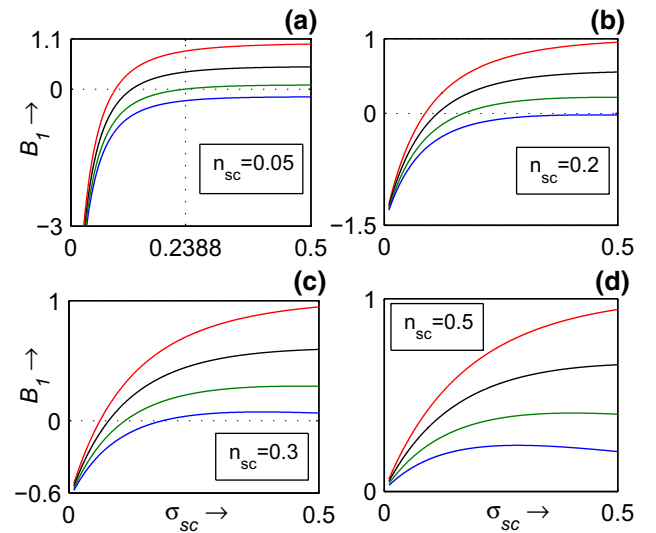 (a)
1.1
0
−3
B1 →
nsc=0.05
0 0.2388 0.5
(b)
1
0
−1.5
nsc=0.2
0 0.5
(c)
1
0
−0.6
B1 →
nsc=0.3
0 0.5
σsc →
(d)
1
0
nsc=0.5
0 0.5
σsc →